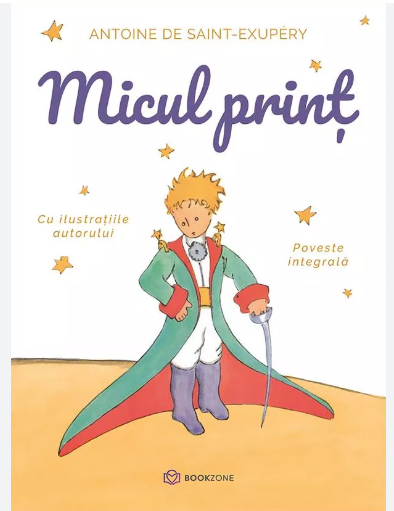 ANTOINE DE SAINT-EXUPÉRY
Micul prinț
Cu ilustrațiile
autorului
Poveste
integrală
BOOKZONE